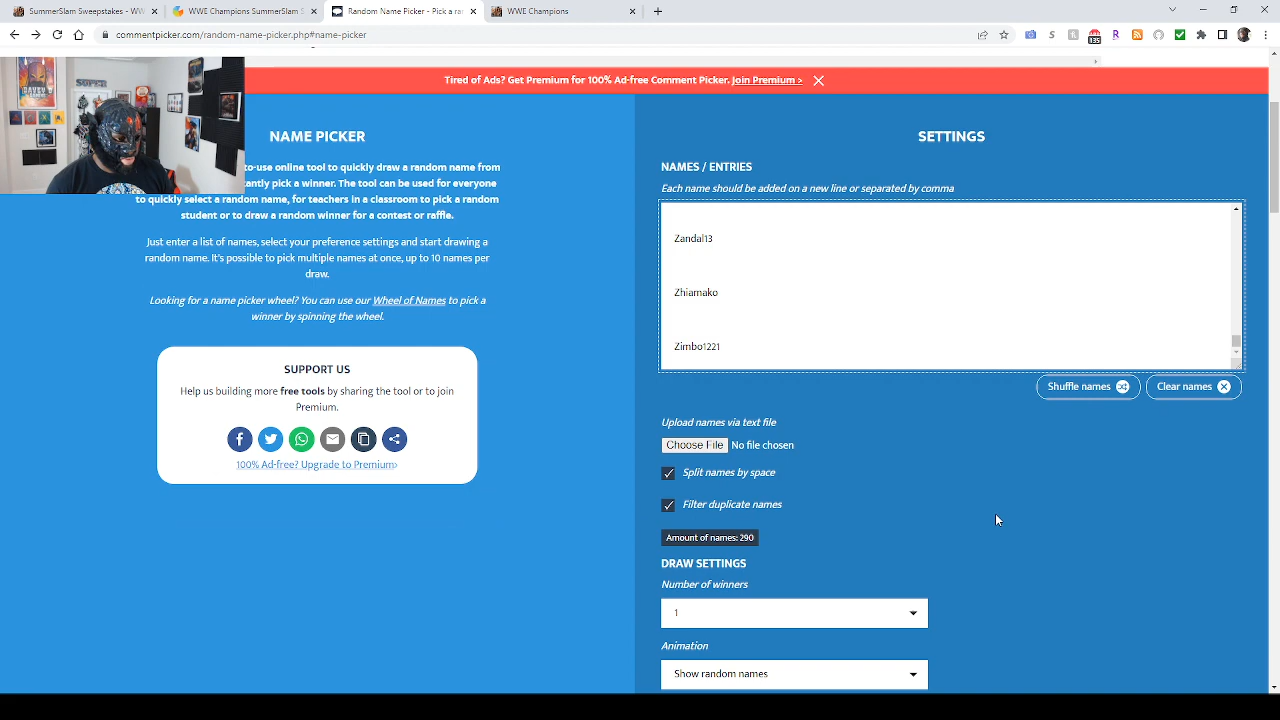 SummerSlam Sweepstakes - WW
WWE Champions SummerSlam S
Random Name Picker - Pick a ra
WWE Champions
commentpicker.com/random-name-picker.php#name-picker
135
Tired of Ads? Get Premium for 100% Ad-free Comment Picker. Join Premium >
NAME PICKER
to-use online tool to quickly draw a random name from
tantly pick a winner. The tool can be used for everyone
to quickly select a random name, for teachers in a classroom to pick a random
student or to draw a random winner for a contest or raffle.
Just enter a list of names, select your preference settings and start drawing a
random name. It's possible to pick multiple names at once, up to 10 names per
draw.
Looking for a name picker wheel? You can use our Wheel of Names to pick a
winner by spinning the wheel.
SUPPORT US
Help us building more free tools by sharing the tool or to join
Premium.
100% Ad-free? Upgrade to Premium›
SETTINGS
NAMES / ENTRIES
Each name should be added on a new line or separated by comma
Zandal13
Zhiamako
Zimbo1221
Shuffle names
Clear names
Upload names via text file
Choose File No file chosen
Split names by space
Filter duplicate names
Amount of names: 290
DRAW SETTINGS
Number of winners
1
Animation
Show random names